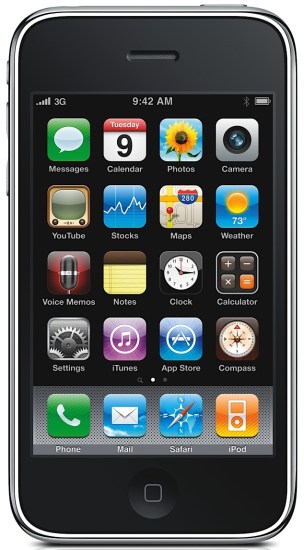 3G 9:42 AM
Tuesday
9
280
73°
Messages Calendar Photos Camera
YouTube Stocks Maps Weather
Voice Memos Notes Clock Calculator
Settings iTunes App Store Compass
Phone Mail Safari iPod